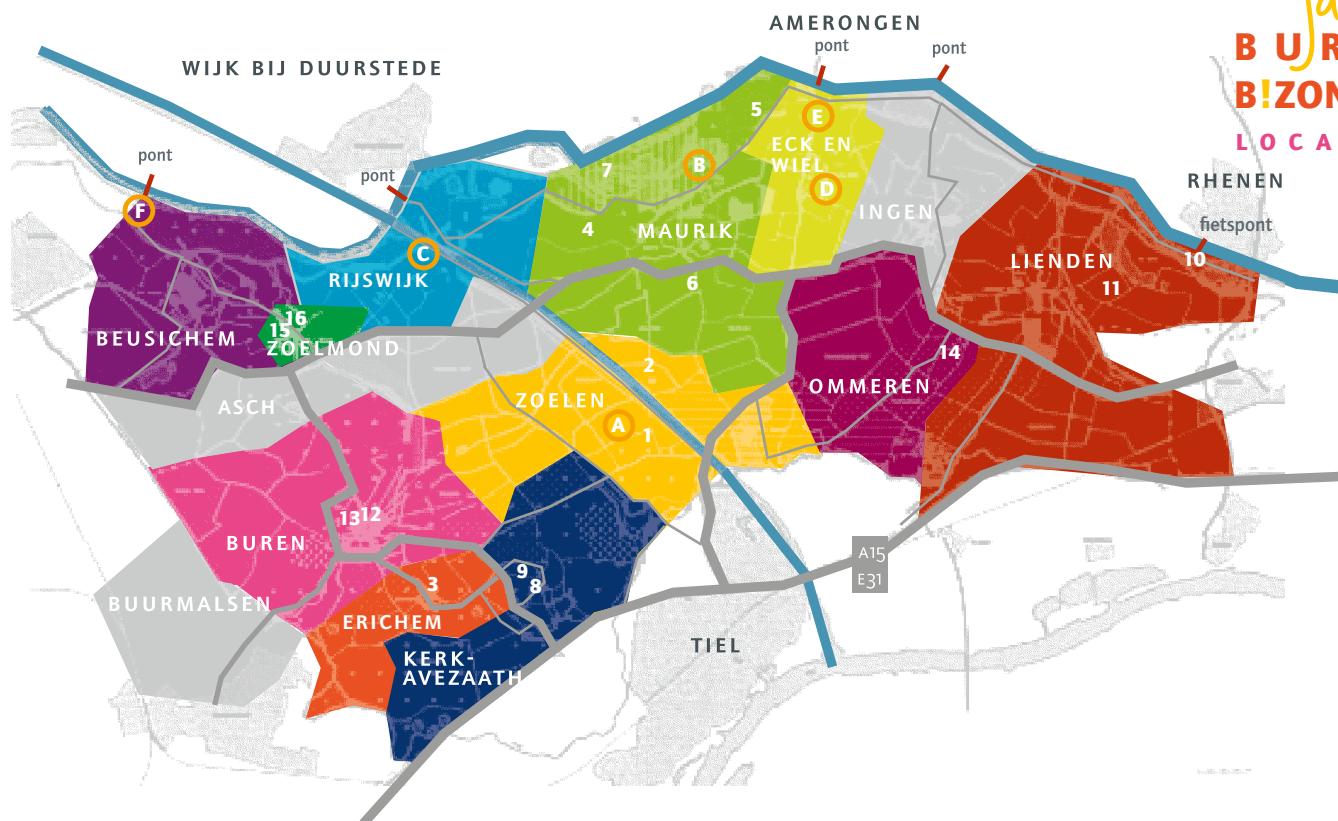 AMERONGEN
pont
pont
WIJK BIJ DUURSTEDE
B U R
B!ZON
L O C A
pont
pont
RHENEN
fietspont
5
E
ECK EN
WIEL
7
B
D
F
INGEN
4
MAURIK
C
RIJSWIJK
LIENDEN
10
11
6
16
15
BEUSICHEM
ZOELMOND
14
2
OMMEREN
ASCH
ZOELEN
A
1
13
12
BUREN
A15
E31
9
8
3
BUURMALSEN
ERICHEM
TIEL
KERK-
AVEZAATH